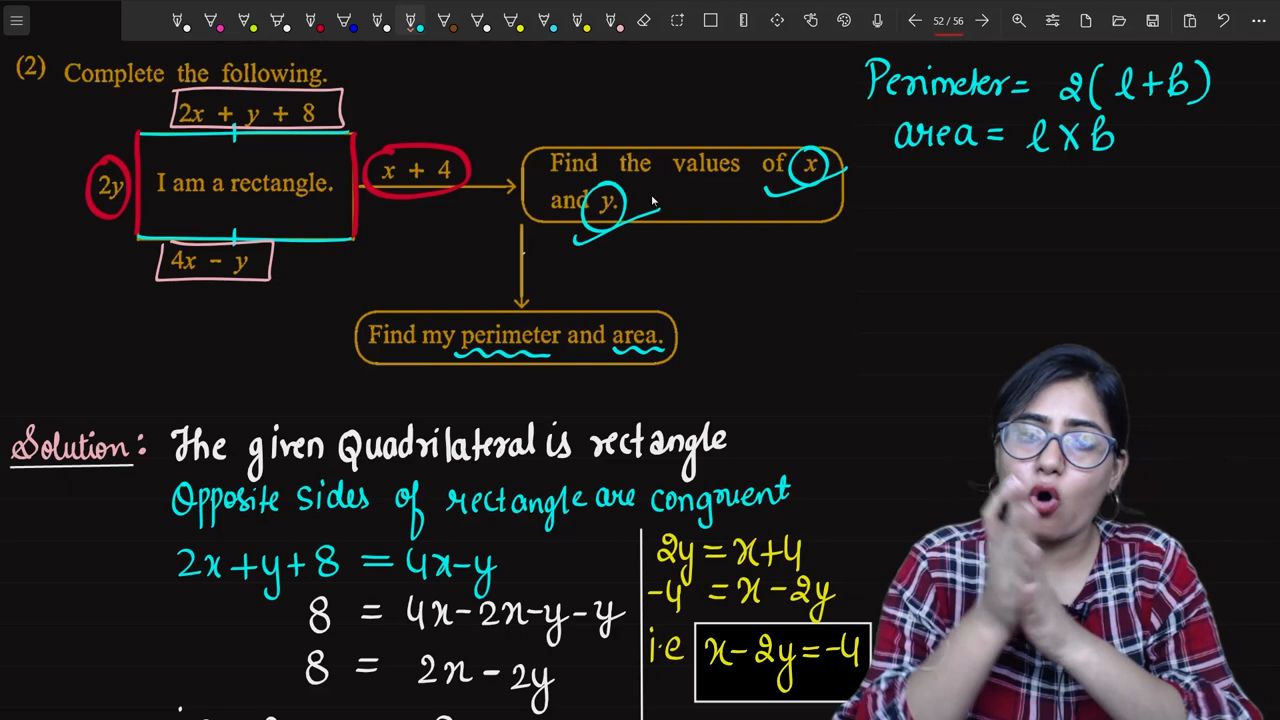 52 / 56
(2) Complete the following.
2x + y + 8
2y
I am a rectangle.
x + 4
4x - y
Find the values of x
and y.
Find my perimeter and area.
Perimeter = 2(l+b)
area = l×b
Solution: The given Quadrilateral is rectangle
Opposite sides of rectangle are congruent
2x+y+8 = 4x-y
8 = 4x-2x-y-y
8 = 2x-2y
2y = x+4
-4 = x-2y
i.e x-2y=-4